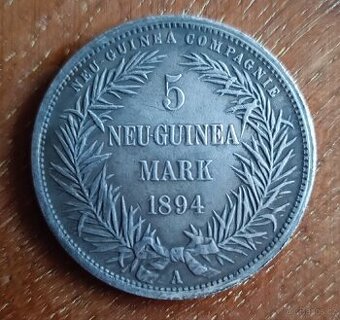 NEU GUINEA COMPAGNIE
5
NEU-GUINEA
MARK
1894
A